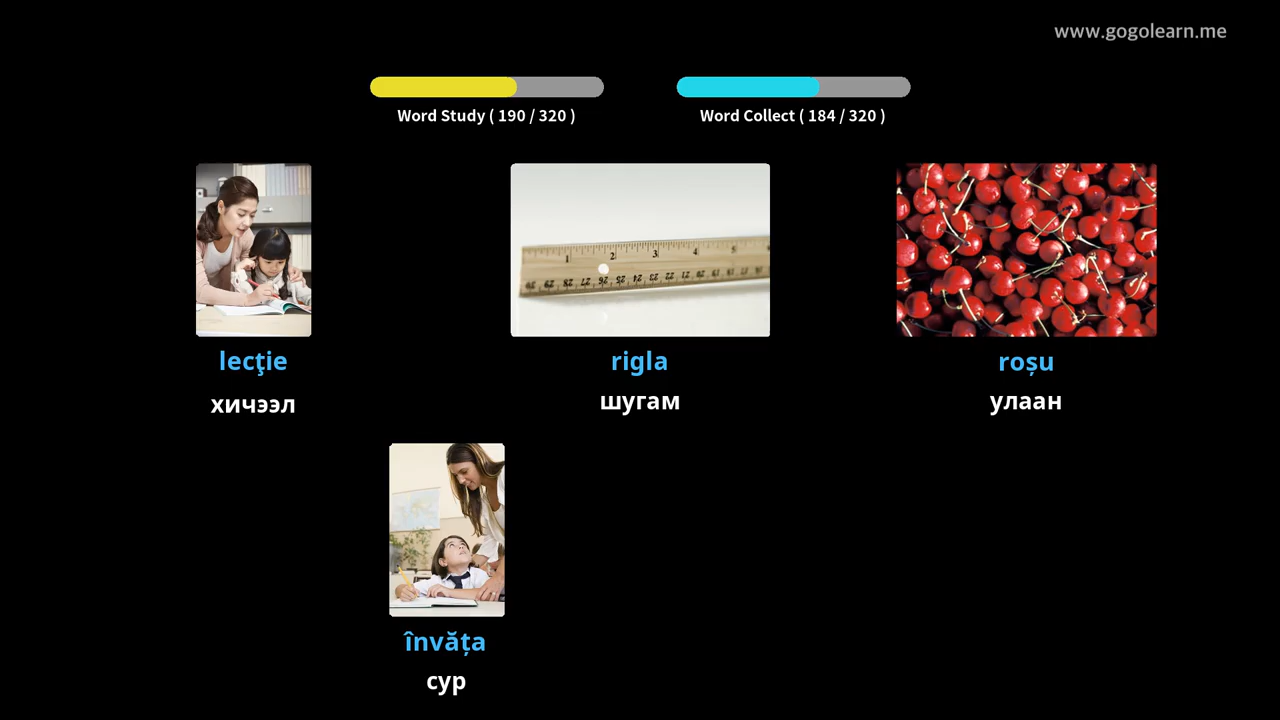 www.gogolearn.me
Word Study ( 190 / 320 )
Word Collect ( 184 / 320 )
lecţie
rigla
roșu
хичээл
шугам
улаан
învăța
сур